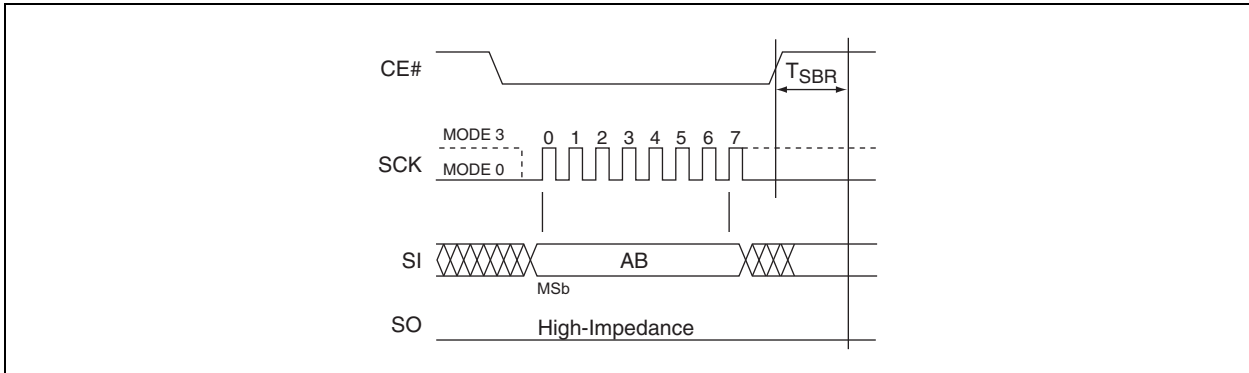 CE#
T_SBR
MODE 3
0 1 2 3 4 5 6 7
SCK
MODE 0
SI
AB
MSb
SO
High-Impedance